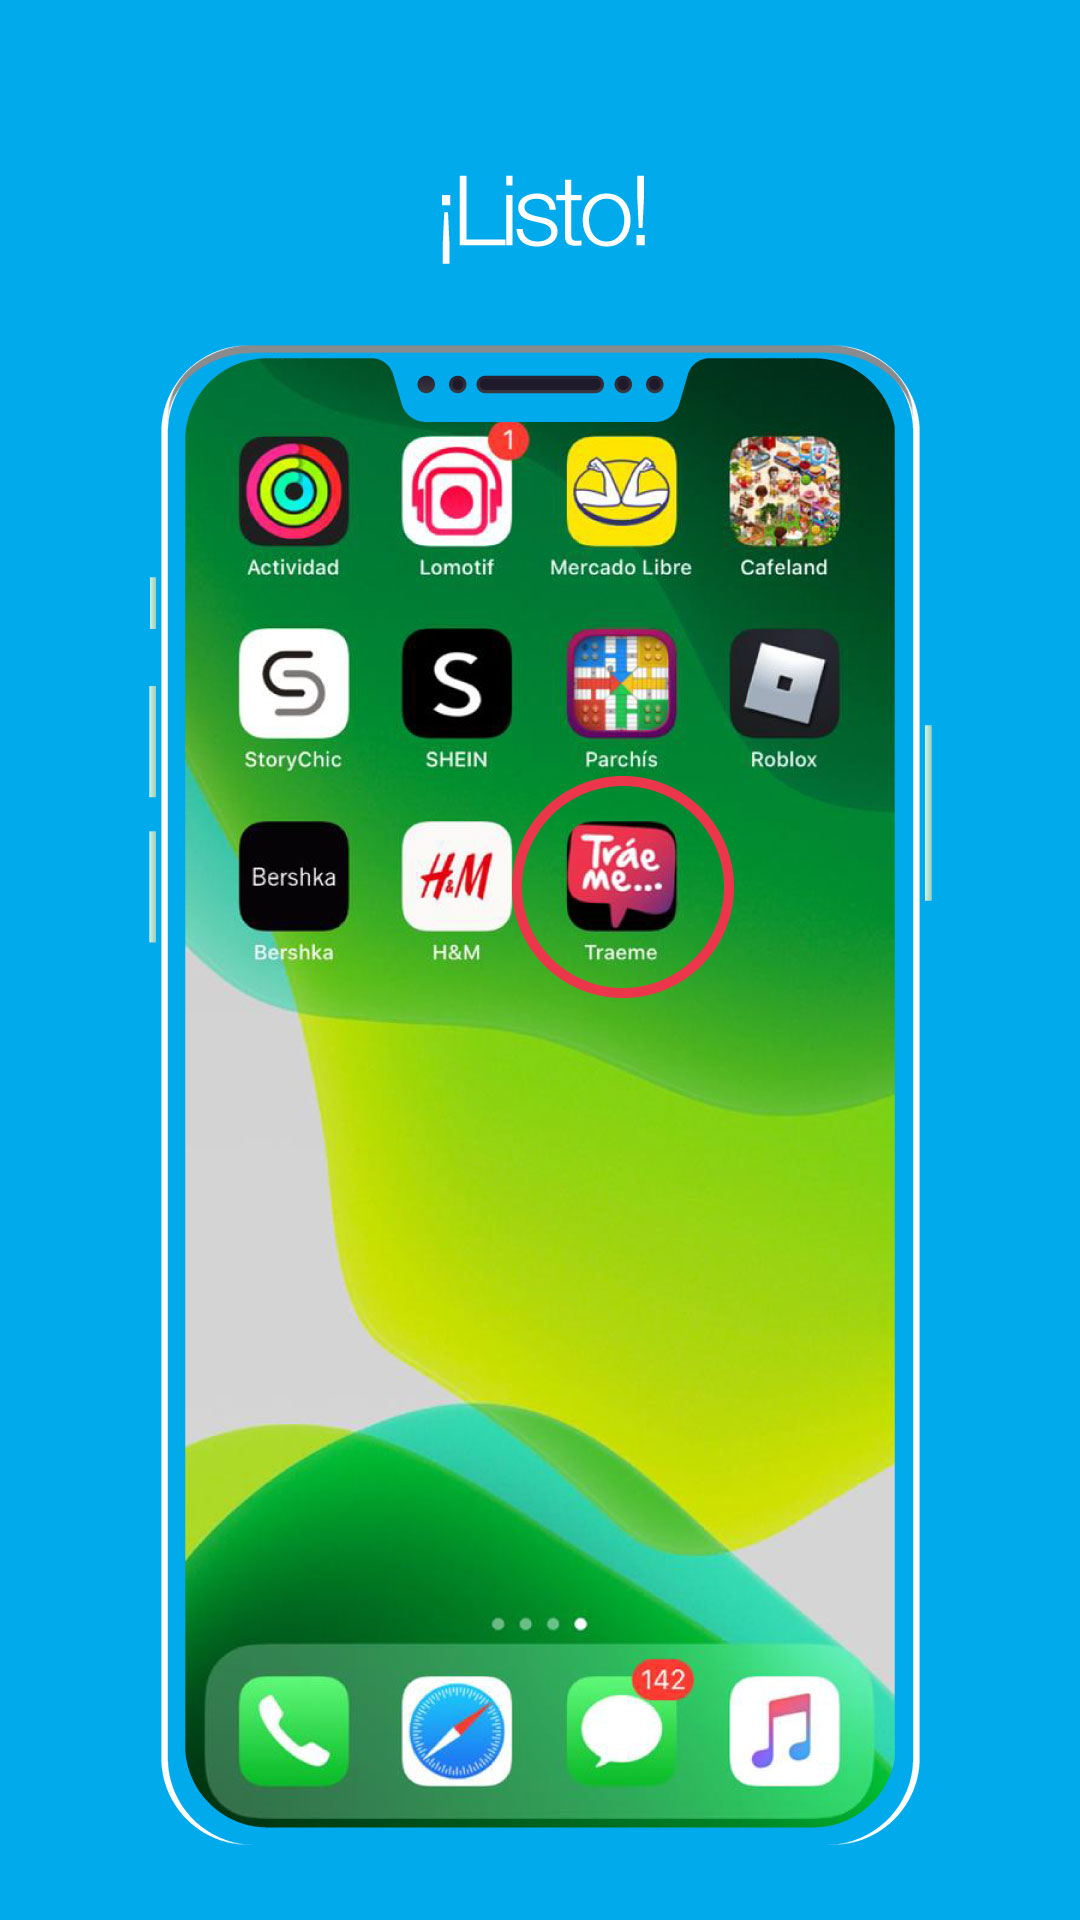 ¡Listo!
1
Actividad
Lomotif
Mercado Libre
Cafeland
S
StoryChic
SHEIN
Parchís
Roblox
Bershka
H&M
Tráe
me...
Bershka
H&M
Traeme
142